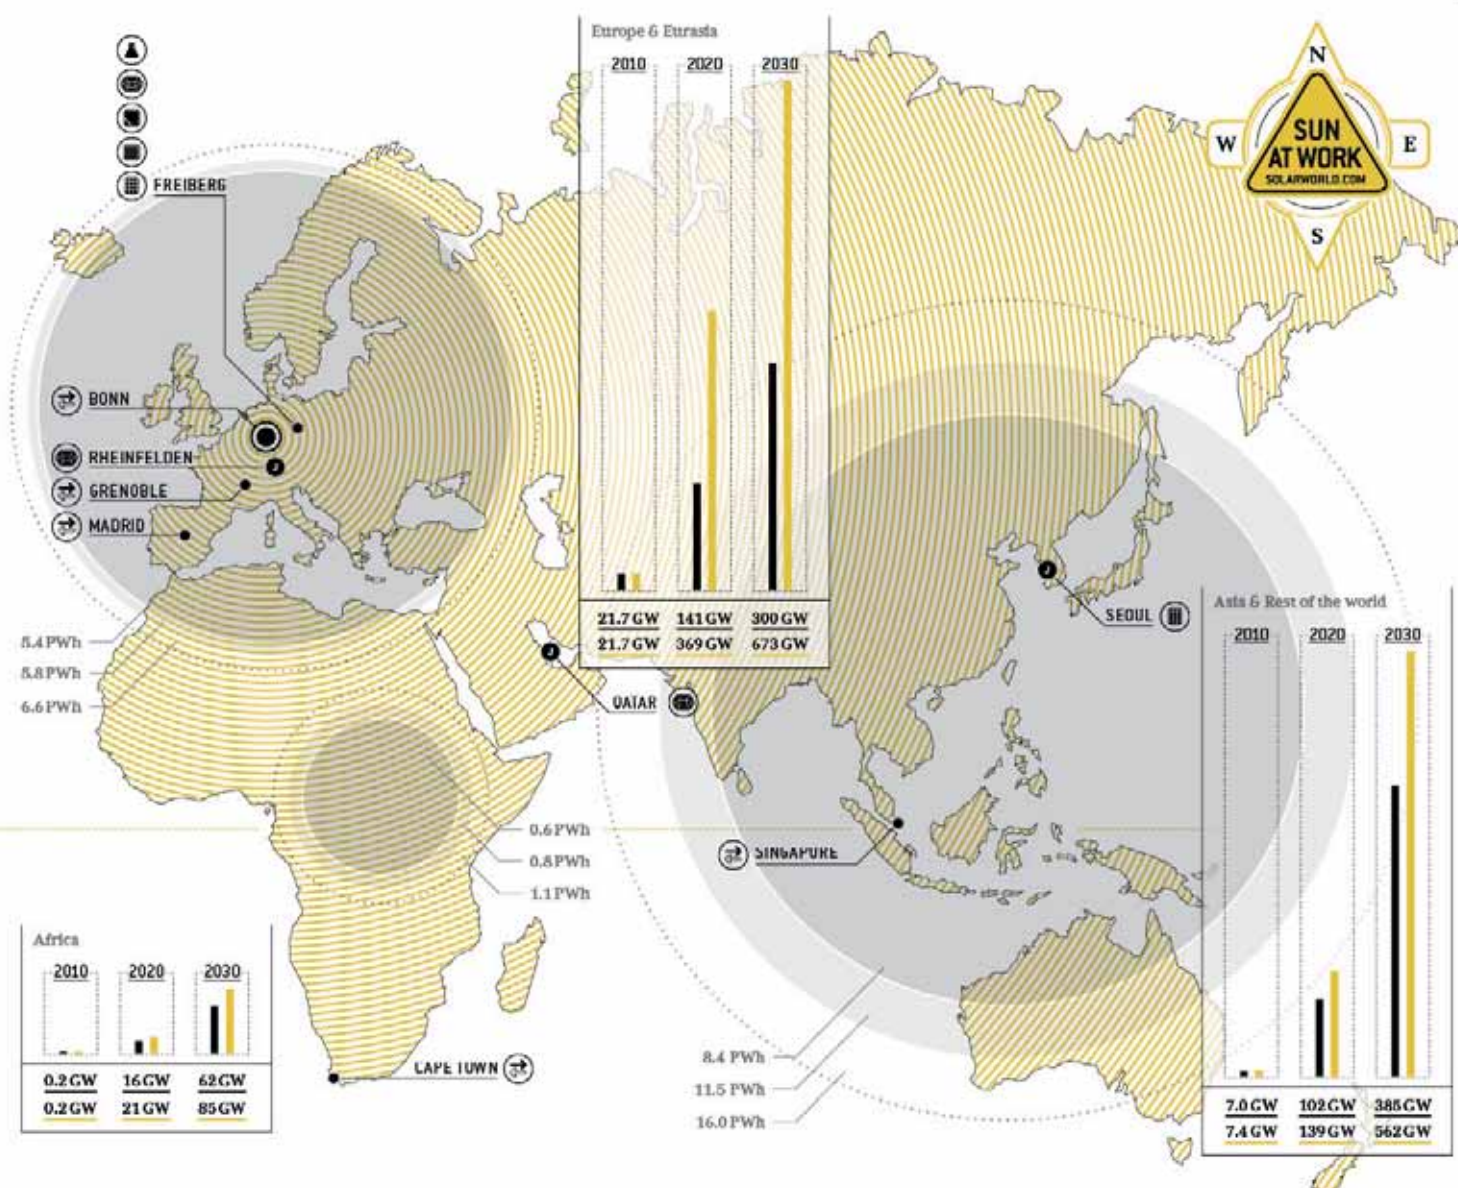 Europe & Eurasia
2010 2020 2030
21.7 GW 141 GW 300 GW
21.7 GW 369 GW 673 GW
N
W
E
S
SUN
AT WORK
SOLARWORLD.COM
FREIBERG
BONN
RHEINFELDEN
GRENOBLE
MADRID
5.4 PWh
5.8 PWh
6.6 PWh
QATAR
SEOUL
SINGAPORE
CAPE TOWN
0.6 PWh
0.8 PWh
1.1 PWh
8.4 PWh
11.5 PWh
16.0 PWh
Africa
2010 2020 2030
0.2 GW 16 GW 62 GW
0.2 GW 21 GW 85 GW
Asia & Rest of the world
2010 2020 2030
7.0 GW 102 GW 385 GW
7.4 GW 139 GW 562 GW